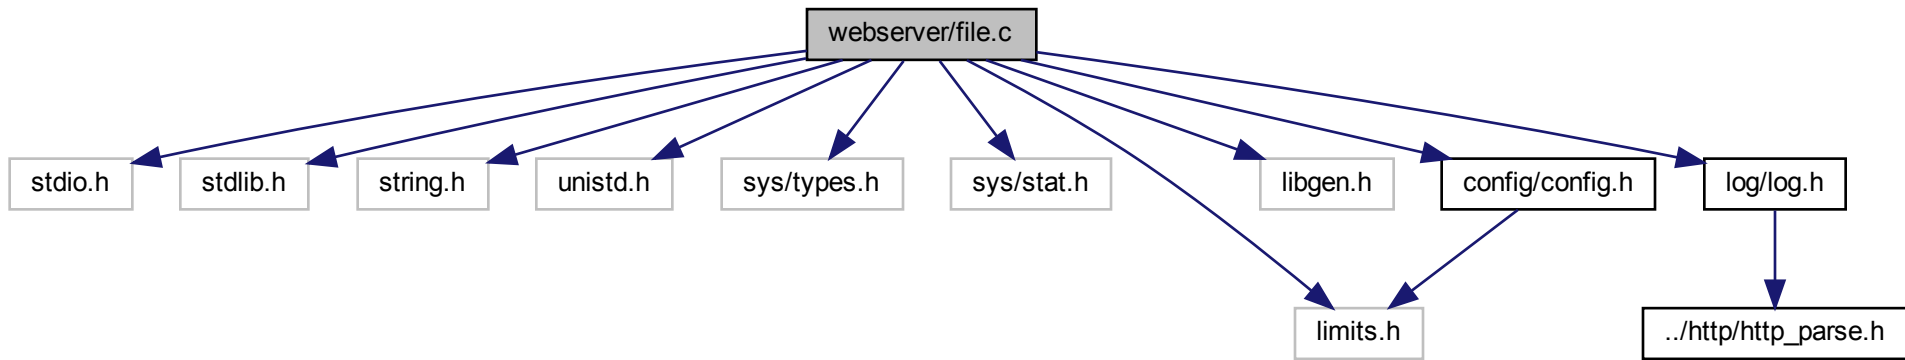 webserver/file.c
stdio.h
stdlib.h
string.h
unistd.h
sys/types.h
sys/stat.h
libgen.h
config/config.h
log/log.h
limits.h
../http/http_parse.h